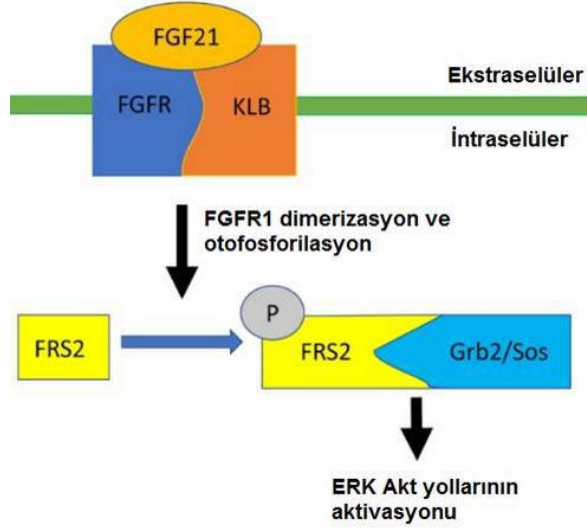 FGF21
FGFR
KLB
Ekstraselüler
İntraselüler
FGFR1 dimerizasyon ve
otofosforilasyon
P
FRS2
FRS2
Grb2/Sos
ERK Akt yollarının
aktivasyonu